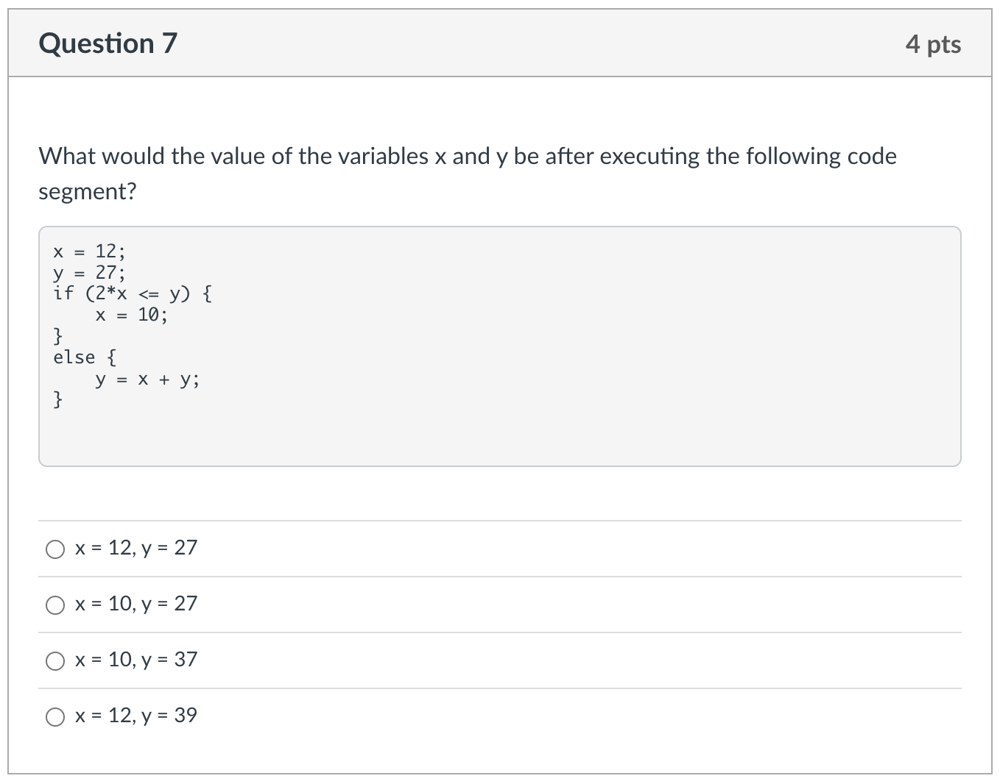 Question 7
4 pts
What would the value of the variables x and y be after executing the following code
segment?
x = 12;
y = 27;
if (2*x <= y) {
    x = 10;
}
else {
    y = x + y;
}
x = 12, y = 27
x = 10, y = 27
x = 10, y = 37
x = 12, y = 39